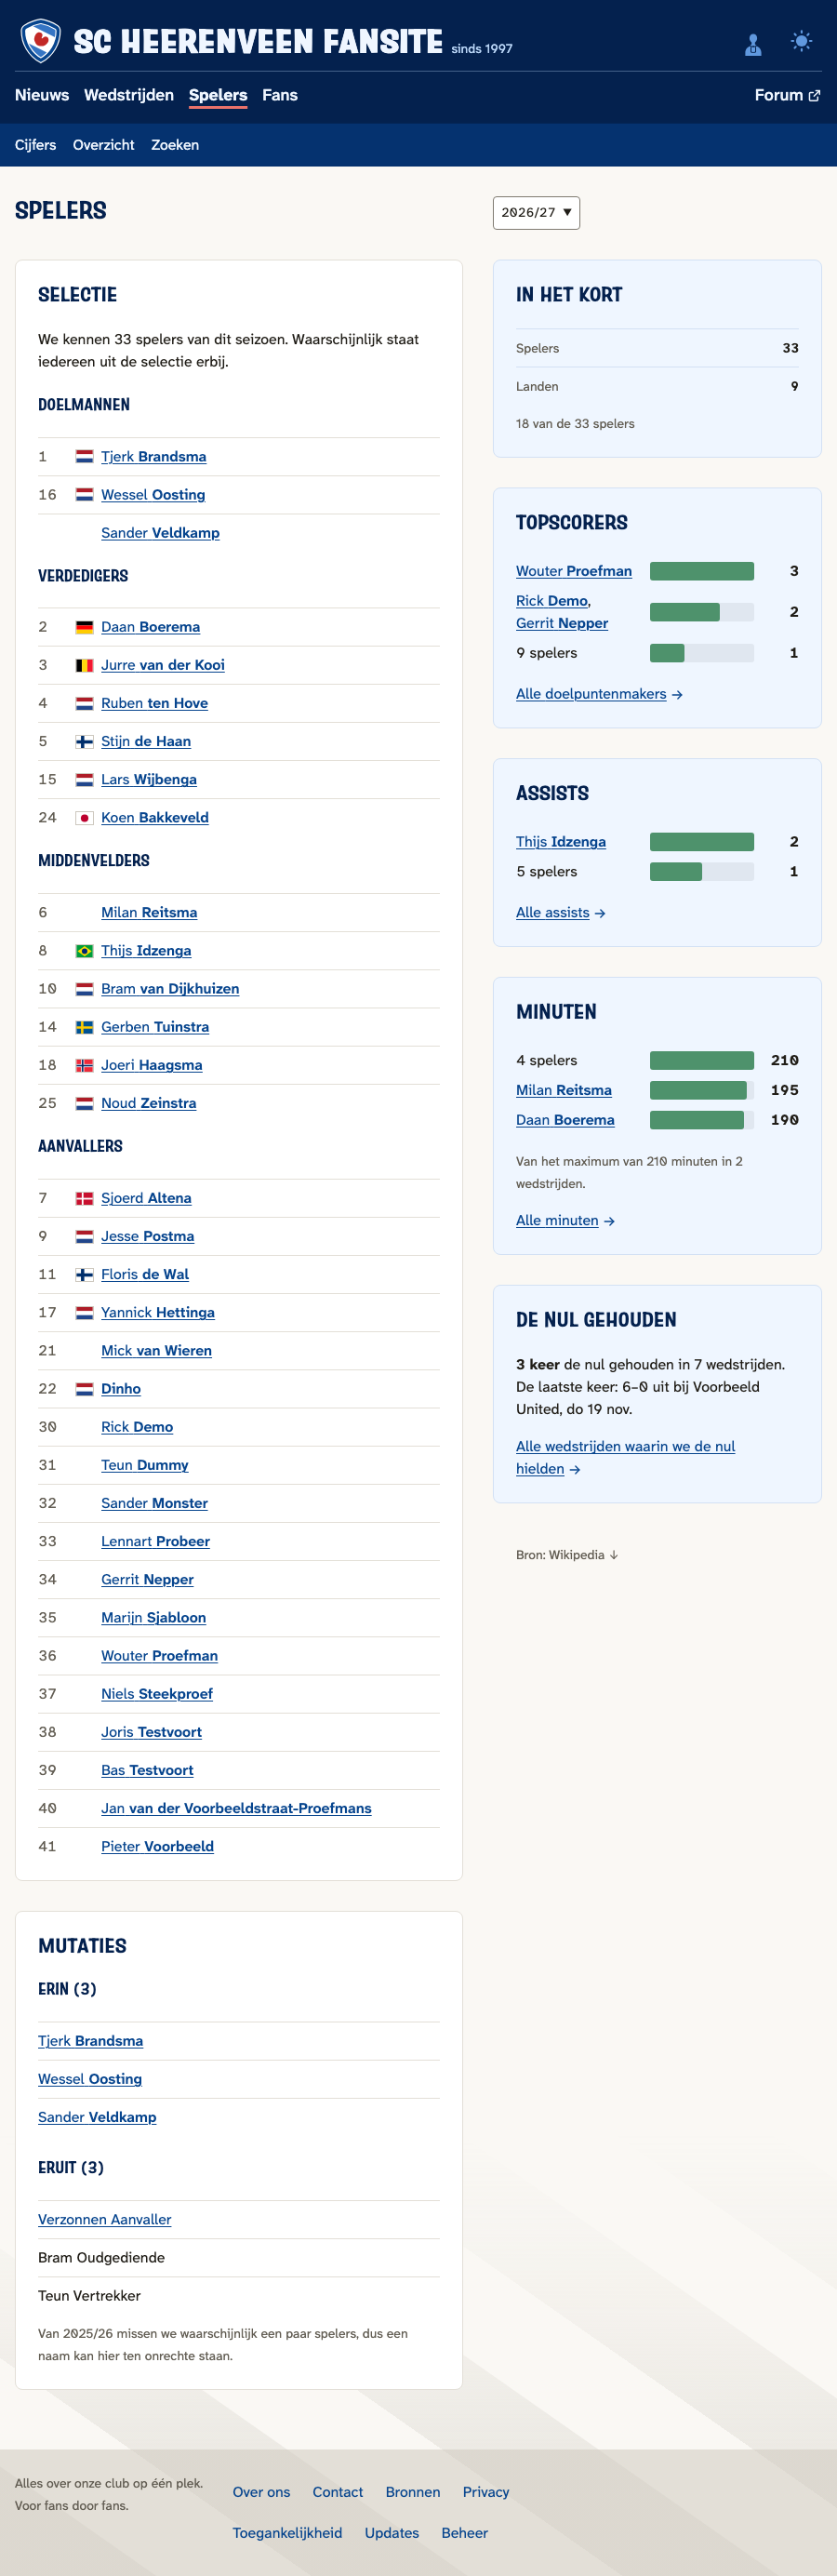 SC HEERENVEEN FANSITE sinds 1997
Nieuws Wedstrijden Spelers Fans Forum
Cijfers Overzicht Zoeken
SPELERS
2026/27 ▼
SELECTIE
We kennen 33 spelers van dit seizoen. Waarschijnlijk staat
iedereen uit de selectie erbij.
DOELMANNEN
1 Tjerk Brandsma
16 Wessel Oosting
Sander Veldkamp
VERDEDIGERS
2 Daan Boerema
3 Jurre van der Kooi
4 Ruben ten Hove
5 Stijn de Haan
15 Lars Wijbenga
24 Koen Bakkeveld
MIDDENVELDERS
6 Milan Reitsma
8 Thijs Idzenga
10 Bram van Dijkhuizen
14 Gerben Tuinstra
18 Joeri Haagsma
25 Noud Zeinstra
AANVALLERS
7 Sjoerd Altena
9 Jesse Postma
11 Floris de Wal
17 Yannick Hettinga
21 Mick van Wieren
22 Dinho
30 Rick Demo
31 Teun Dummy
32 Sander Monster
33 Lennart Probeer
34 Gerrit Nepper
35 Marijn Sjabloon
36 Wouter Proefman
37 Niels Steekproef
38 Joris Testvoort
39 Bas Testvoort
40 Jan van der Voorbeeldstraat-Proefmans
41 Pieter Voorbeeld
MUTATIES
ERIN (3)
Tjerk Brandsma
Wessel Oosting
Sander Veldkamp
ERUIT (3)
Verzonnen Aanvaller
Bram Oudgediende
Teun Vertrekker
Van 2025/26 missen we waarschijnlijk een paar spelers, dus een
naam kan hier ten onrechte staan.
IN HET KORT
Spelers 33
Landen 9
18 van de 33 spelers
TOPSCORERS
Wouter Proefman 3
Rick Demo,
Gerrit Nepper 2
9 spelers 1
Alle doelpuntenmakers →
ASSISTS
Thijs Idzenga 2
5 spelers 1
Alle assists →
MINUTEN
4 spelers 210
Milan Reitsma 195
Daan Boerema 190
Van het maximum van 210 minuten in 2
wedstrijden.
Alle minuten →
DE NUL GEHOUDEN
3 keer de nul gehouden in 7 wedstrijden.
De laatste keer: 6–0 uit bij Voorbeeld
United, do 19 nov.
Alle wedstrijden waarin we de nul
hielden →
Bron: Wikipedia ↓
Alles over onze club op één plek.
Voor fans door fans.
Over ons Contact Bronnen Privacy
Toegankelijkheid Updates Beheer